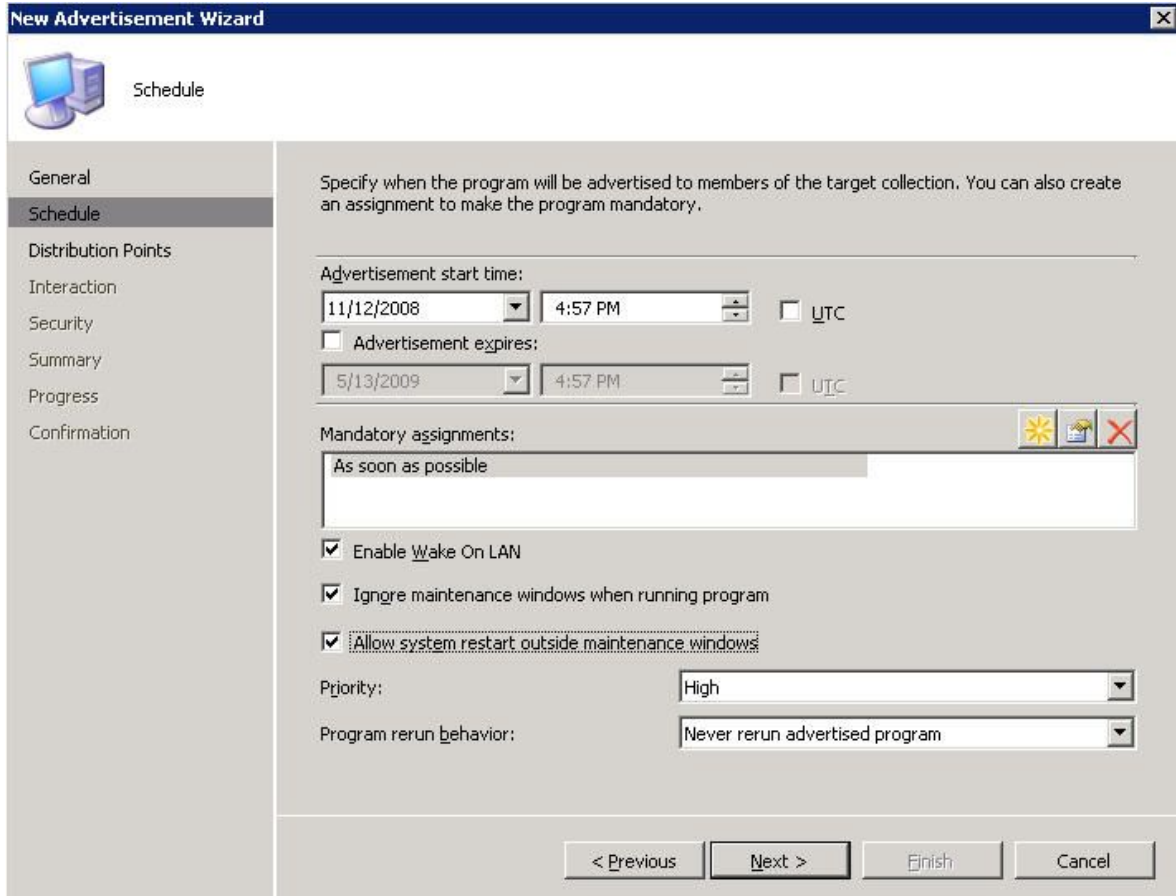 New Advertisement Wizard
Schedule
General
Schedule
Distribution Points
Interaction
Security
Summary
Progress
Confirmation
Specify when the program will be advertised to members of the target collection. You can also create
an assignment to make the program mandatory.
Advertisement start time:
11/12/2008 4:57 PM UTC
Advertisement expires:
5/13/2009 4:57 PM UTC
Mandatory assignments:
As soon as possible
Enable Wake On LAN
Ignore maintenance windows when running program
Allow system restart outside maintenance windows
Priority: High
Program rerun behavior: Never rerun advertised program
< Previous Next > Finish Cancel